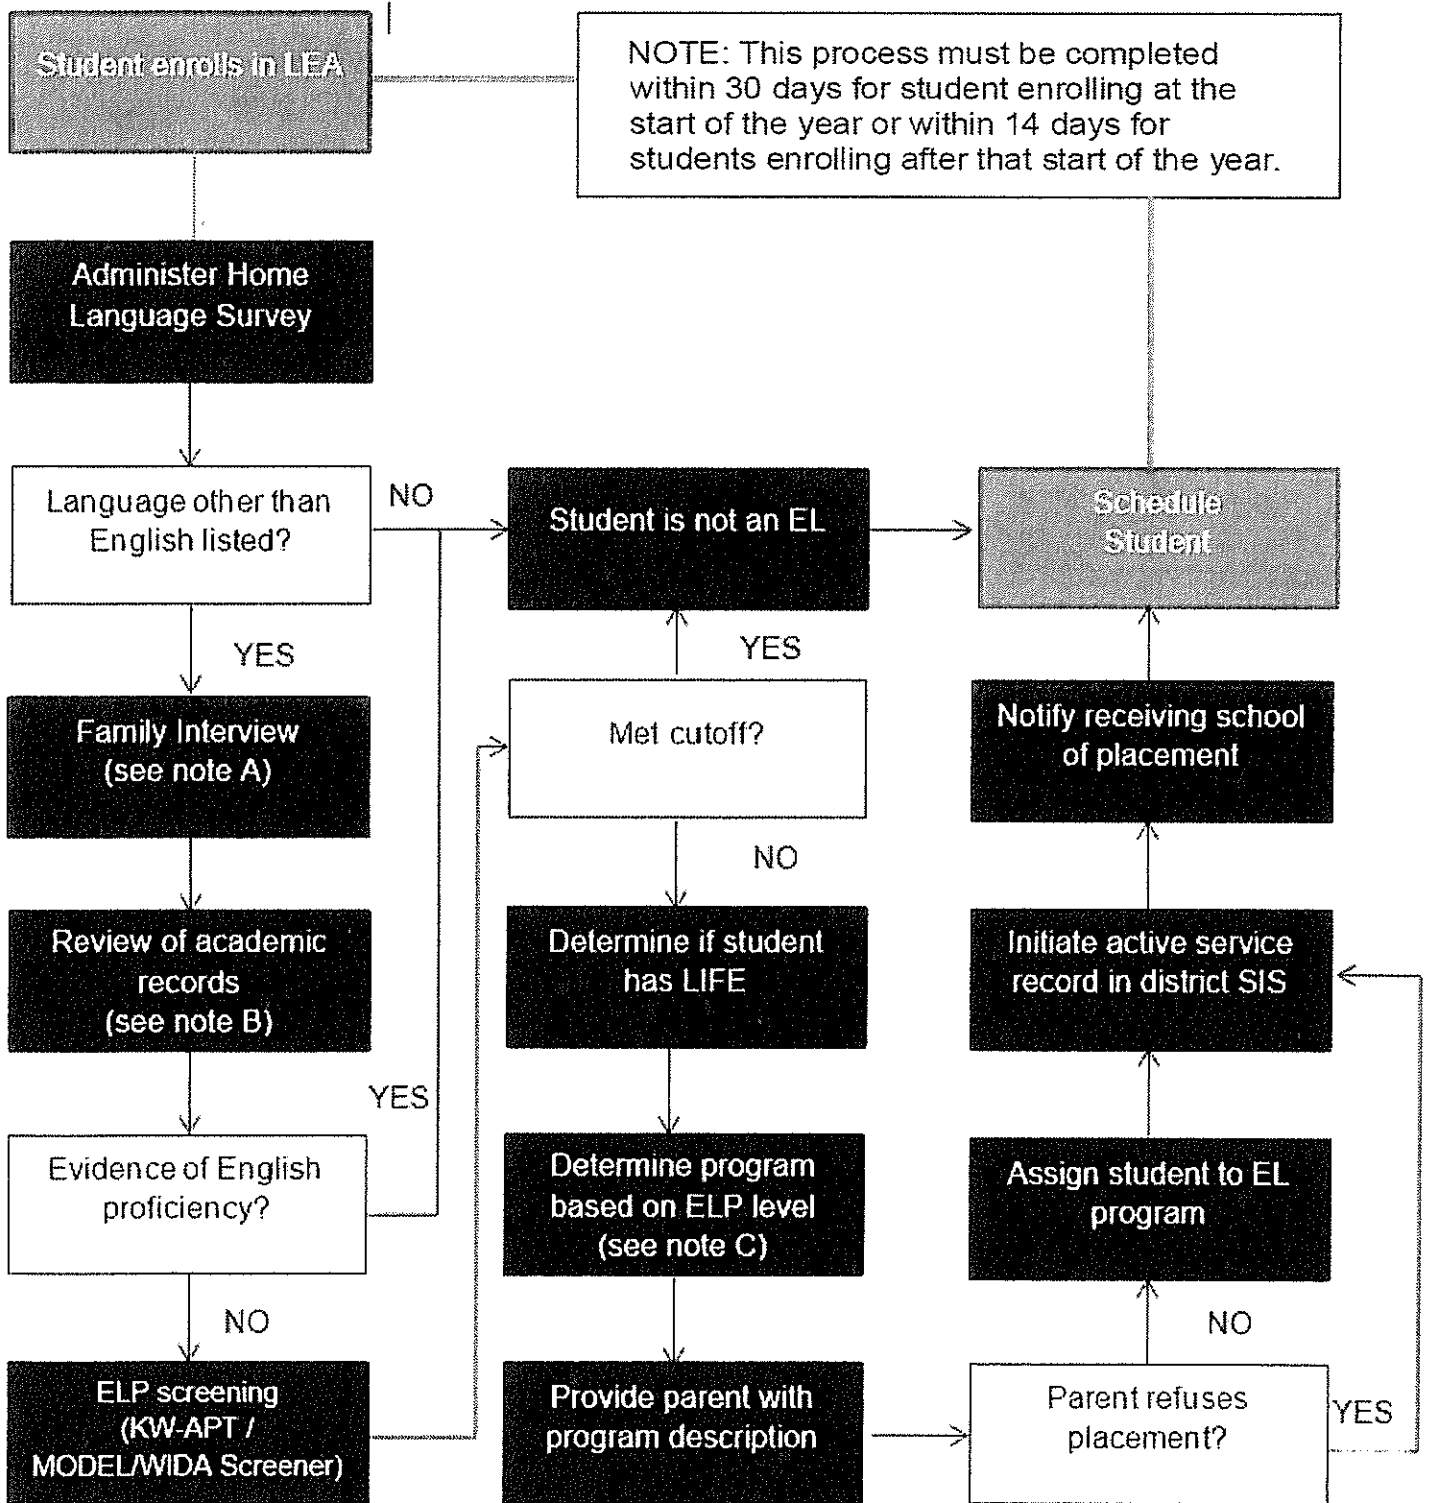 Student enrolls in LEA
NOTE: This process must be completed
within 30 days for student enrolling at the
start of the year or within 14 days for
students enrolling after that start of the year.
Administer Home
Language Survey
Language other than
English listed?
NO
Student is not an EL
Schedule
Student
YES
Family Interview
(see note A)
YES
Met cutoff?
Notify receiving school
of placement
NO
Review of academic
records
(see note B)
Determine if student
has LIFE
Initiate active service
record in district SIS
YES
Evidence of English
proficiency?
Determine program
based on ELP level
(see note C)
Assign student to EL
program
NO
NO
ELP screening
(KW-APT /
MODEL/WIDA Screener)
Provide parent with
program description
Parent refuses
placement?
YES